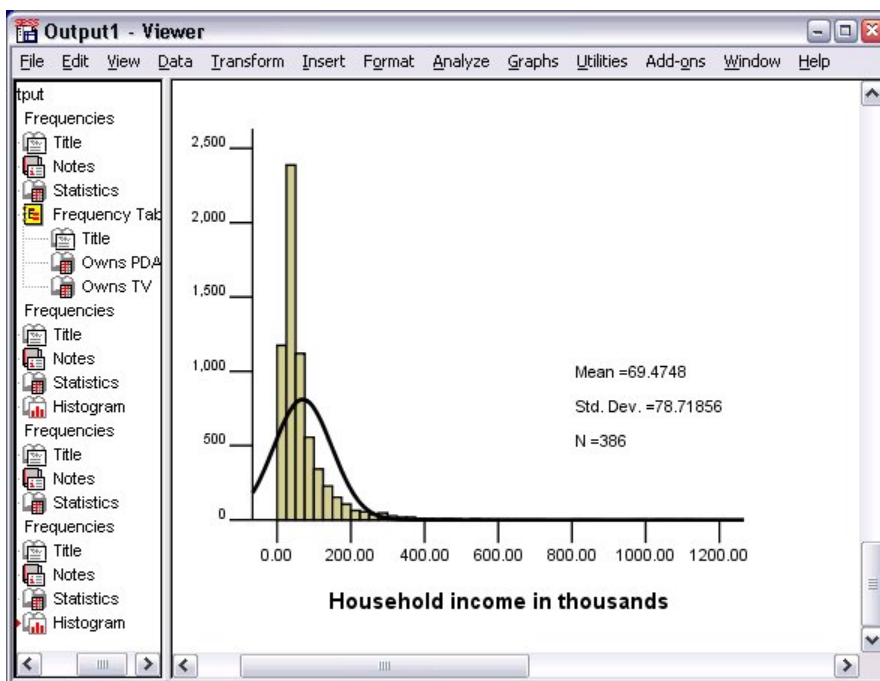 SPSS
Output1 - Viewer
File Edit View Data Transform Insert Format Analyze Graphs Utilities Add-ons Window Help
tput
Frequencies
Title
Notes
Statistics
Frequency Tab
Title
Owns PDA
Owns TV
Frequencies
Title
Notes
Statistics
Histogram
Frequencies
Title
Notes
Statistics
Frequencies
Title
Notes
Statistics
Histogram
2,500
2,000
1,500
1,000
500
0
Mean =69.4748
Std. Dev. =78.71856
N =386
0.00 200.00 400.00 600.00 800.00 1000.00 1200.00
Household income in thousands